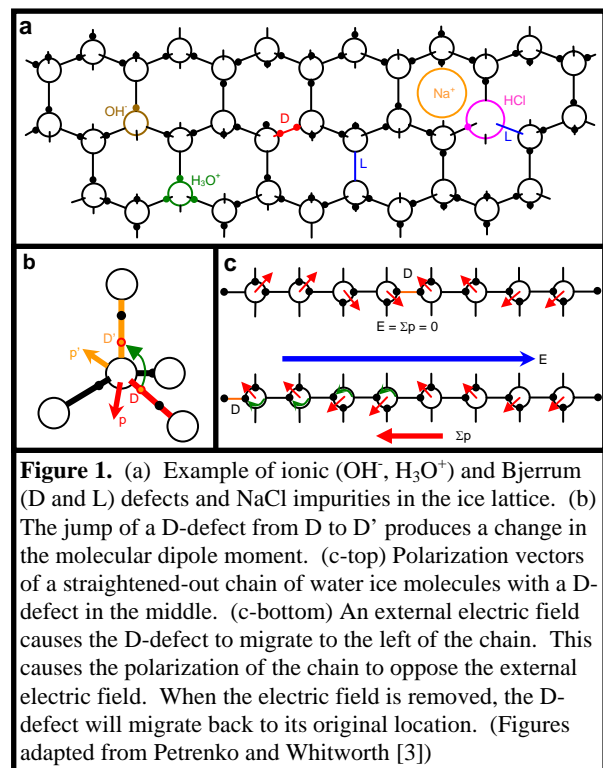 a
Na⁺
HCl
OH⁻
D
L
L
H₃O⁺
b
D'
p'
D
p
c
D
E = Σp = 0
E
D
Σp
Figure 1. (a) Example of ionic (OH⁻, H₃O⁺) and Bjerrum
(D and L) defects and NaCl impurities in the ice lattice. (b)
The jump of a D-defect from D to D’ produces a change in
the molecular dipole moment. (c-top) Polarization vectors
of a straightened-out chain of water ice molecules with a D-
defect in the middle. (c-bottom) An external electric field
causes the D-defect to migrate to the left of the chain. This
causes the polarization of the chain to oppose the external
electric field. When the electric field is removed, the D-
defect will migrate back to its original location. (Figures
adapted from Petrenko and Whitworth [3])